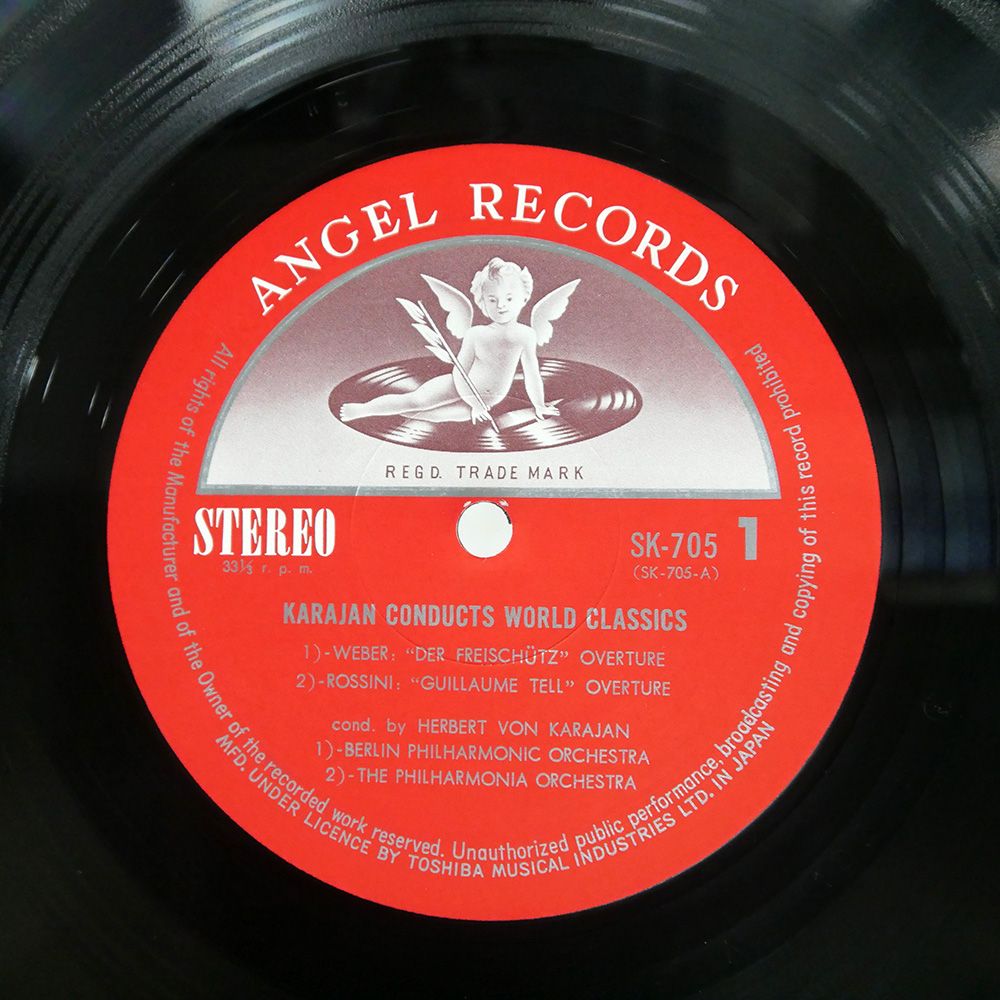 ANGEL RECORDS
REGD. TRADE MARK
STEREO
33⅓ r. p. m.
SK-705 1
(SK-705-A)
KARAJAN CONDUCTS WORLD CLASSICS
1)-WEBER: “DER FREISCHÜTZ” OVERTURE
2)-ROSSINI: “GUILLAUME TELL” OVERTURE
cond. by HERBERT VON KARAJAN
1)-BERLIN PHILHARMONIC ORCHESTRA
2)-THE PHILHARMONIA ORCHESTRA
All rights of the Manufacturer and of the Owner of the recorded work reserved. Unauthorized public performance, broadcasting and copying of this record prohibited
MFD. UNDER LICENCE BY TOSHIBA MUSICAL INDUSTRIES LTD. IN JAPAN